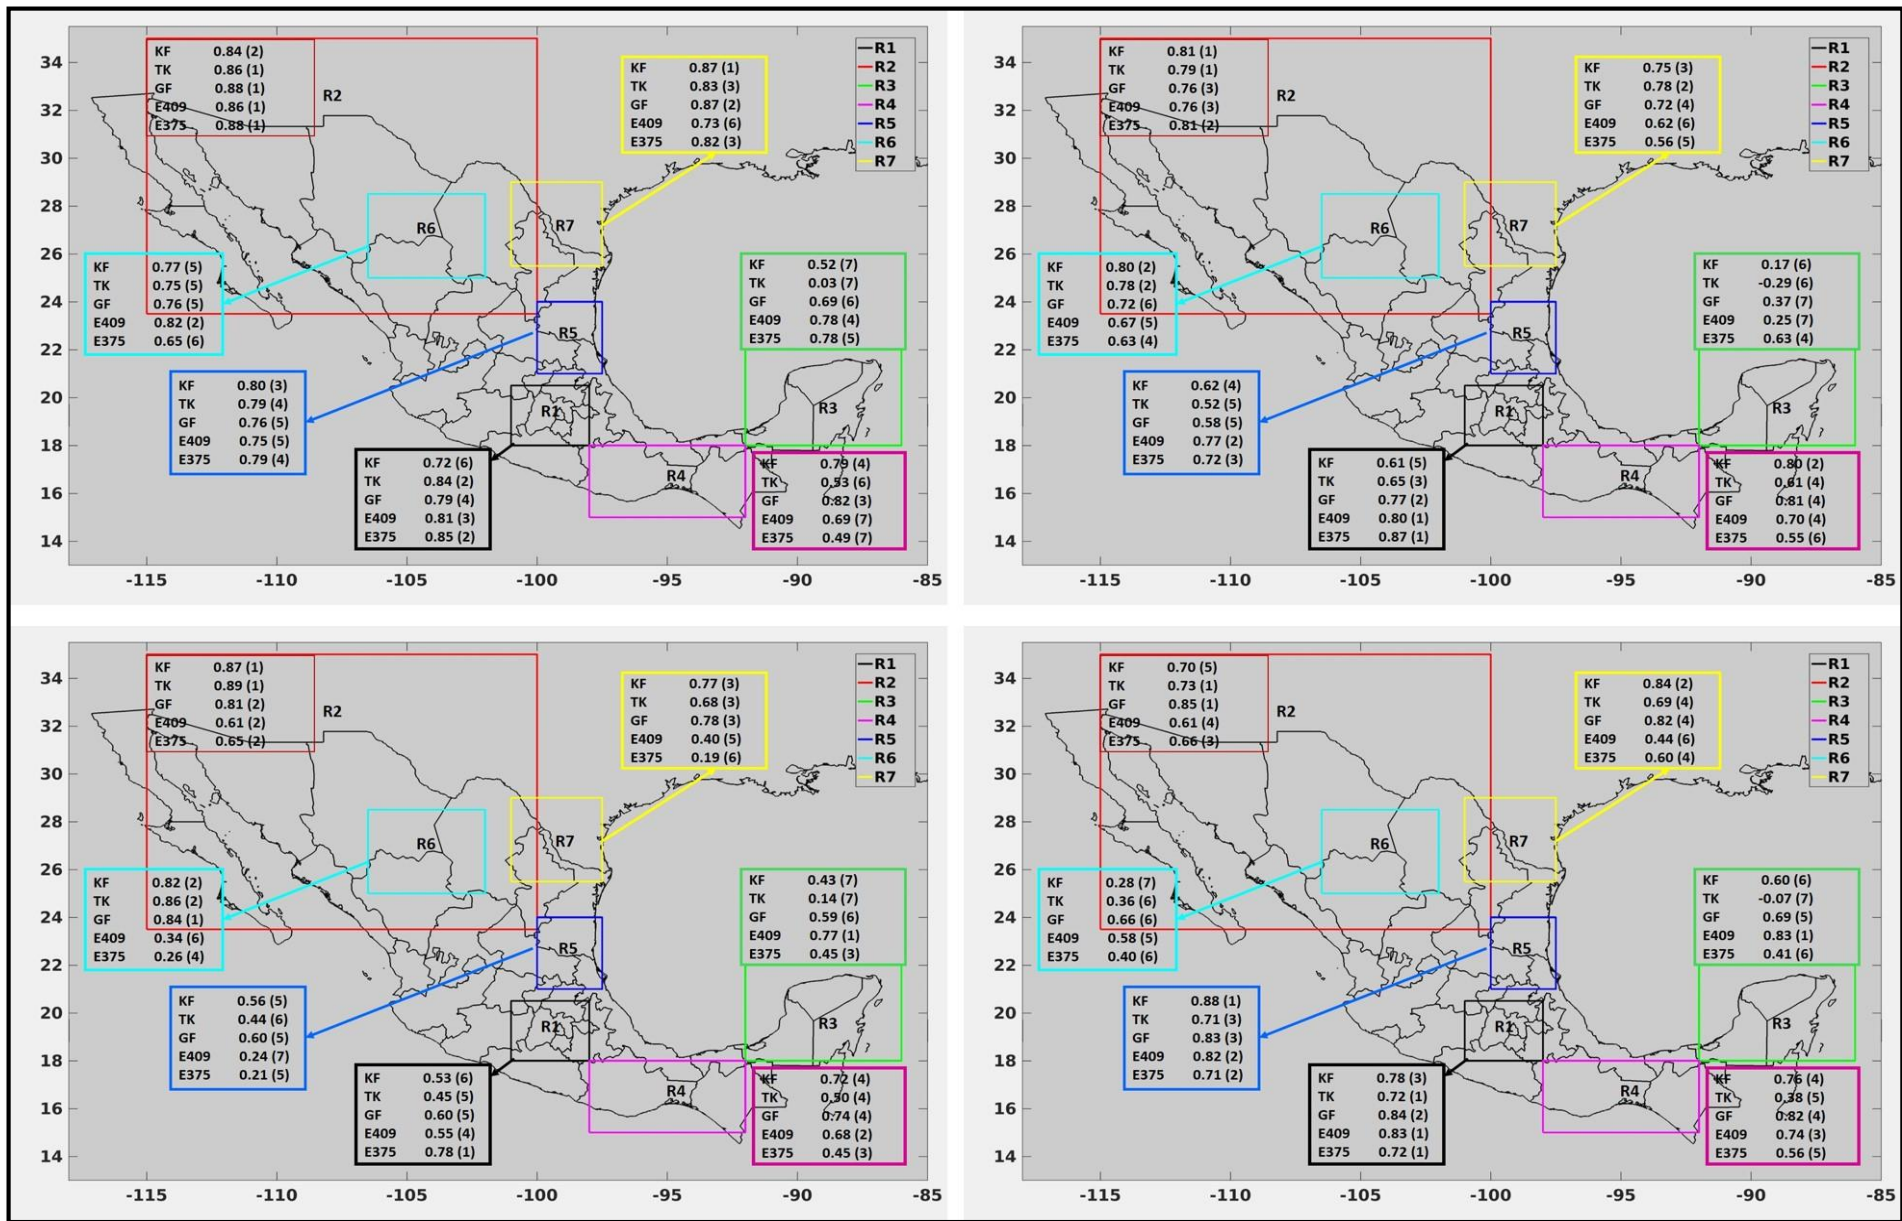 KF 0.84 (2)
TK 0.86 (1)
GF 0.88 (1)
E409 0.86 (1)
E375 0.88 (1)
R2
KF 0.87 (1)
TK 0.83 (3)
GF 0.87 (2)
E409 0.73 (6)
E375 0.82 (3)
R1
R2
R3
R4
R5
R6
R7
34
32
30
28
26
24
22
20
18
16
14
R6
R7
KF 0.77 (5)
TK 0.75 (5)
GF 0.76 (5)
E409 0.82 (2)
E375 0.65 (6)
KF 0.52 (7)
TK 0.03 (7)
GF 0.69 (6)
E409 0.78 (4)
E375 0.78 (5)
R5
KF 0.80 (3)
TK 0.79 (4)
GF 0.76 (5)
E409 0.75 (5)
E375 0.79 (4)
R1
R3
KF 0.72 (6)
TK 0.84 (2)
GF 0.79 (4)
E409 0.81 (3)
E375 0.85 (2)
R4
KF 0.79 (4)
TK 0.53 (6)
GF 0.82 (3)
E409 0.69 (7)
E375 0.49 (7)
-115 -110 -105 -100 -95 -90 -85
KF 0.81 (1)
TK 0.79 (1)
GF 0.76 (3)
E409 0.76 (3)
E375 0.81 (2)
R2
KF 0.75 (3)
TK 0.78 (2)
GF 0.72 (4)
E409 0.62 (6)
E375 0.56 (5)
R1
R2
R3
R4
R5
R6
R7
34
32
30
28
26
24
22
20
18
16
14
R6
R7
KF 0.80 (2)
TK 0.78 (2)
GF 0.72 (6)
E409 0.67 (5)
E375 0.63 (4)
KF 0.17 (6)
TK -0.29 (6)
GF 0.37 (7)
E409 0.25 (7)
E375 0.63 (4)
R5
KF 0.62 (4)
TK 0.52 (5)
GF 0.58 (5)
E409 0.77 (2)
E375 0.72 (3)
R1
R3
KF 0.61 (5)
TK 0.65 (3)
GF 0.77 (2)
E409 0.80 (1)
E375 0.87 (1)
R4
KF 0.80 (2)
TK 0.61 (4)
GF 0.81 (4)
E409 0.70 (4)
E375 0.55 (6)
-115 -110 -105 -100 -95 -90 -85
KF 0.87 (1)
TK 0.89 (1)
GF 0.81 (2)
E409 0.61 (2)
E375 0.65 (2)
R2
KF 0.77 (3)
TK 0.68 (3)
GF 0.78 (3)
E409 0.40 (5)
E375 0.19 (6)
R1
R2
R3
R4
R5
R6
R7
34
32
30
28
26
24
22
20
18
16
14
R6
R7
KF 0.82 (2)
TK 0.86 (2)
GF 0.84 (1)
E409 0.34 (6)
E375 0.26 (4)
KF 0.43 (7)
TK 0.14 (7)
GF 0.59 (6)
E409 0.77 (1)
E375 0.45 (3)
R5
KF 0.56 (5)
TK 0.44 (6)
GF 0.60 (5)
E409 0.24 (7)
E375 0.21 (5)
R1
R3
KF 0.53 (6)
TK 0.45 (5)
GF 0.60 (5)
E409 0.55 (4)
E375 0.78 (1)
R4
KF 0.72 (4)
TK 0.50 (4)
GF 0.74 (4)
E409 0.68 (2)
E375 0.45 (3)
-115 -110 -105 -100 -95 -90 -85
KF 0.70 (5)
TK 0.73 (1)
GF 0.85 (1)
E409 0.61 (4)
E375 0.66 (3)
R2
KF 0.84 (2)
TK 0.69 (4)
GF 0.82 (4)
E409 0.44 (6)
E375 0.60 (4)
R1
R2
R3
R4
R5
R6
R7
34
32
30
28
26
24
22
20
18
16
14
R6
R7
KF 0.28 (7)
TK 0.36 (6)
GF 0.66 (6)
E409 0.58 (5)
E375 0.40 (6)
KF 0.60 (6)
TK -0.07 (7)
GF 0.69 (5)
E409 0.83 (1)
E375 0.41 (6)
R5
KF 0.88 (1)
TK 0.71 (3)
GF 0.83 (3)
E409 0.82 (2)
E375 0.71 (2)
R1
R3
KF 0.78 (3)
TK 0.72 (1)
GF 0.84 (2)
E409 0.83 (1)
E375 0.72 (1)
R4
KF 0.76 (4)
TK 0.38 (5)
GF 0.82 (4)
E409 0.74 (3)
E375 0.56 (5)
-115 -110 -105 -100 -95 -90 -85